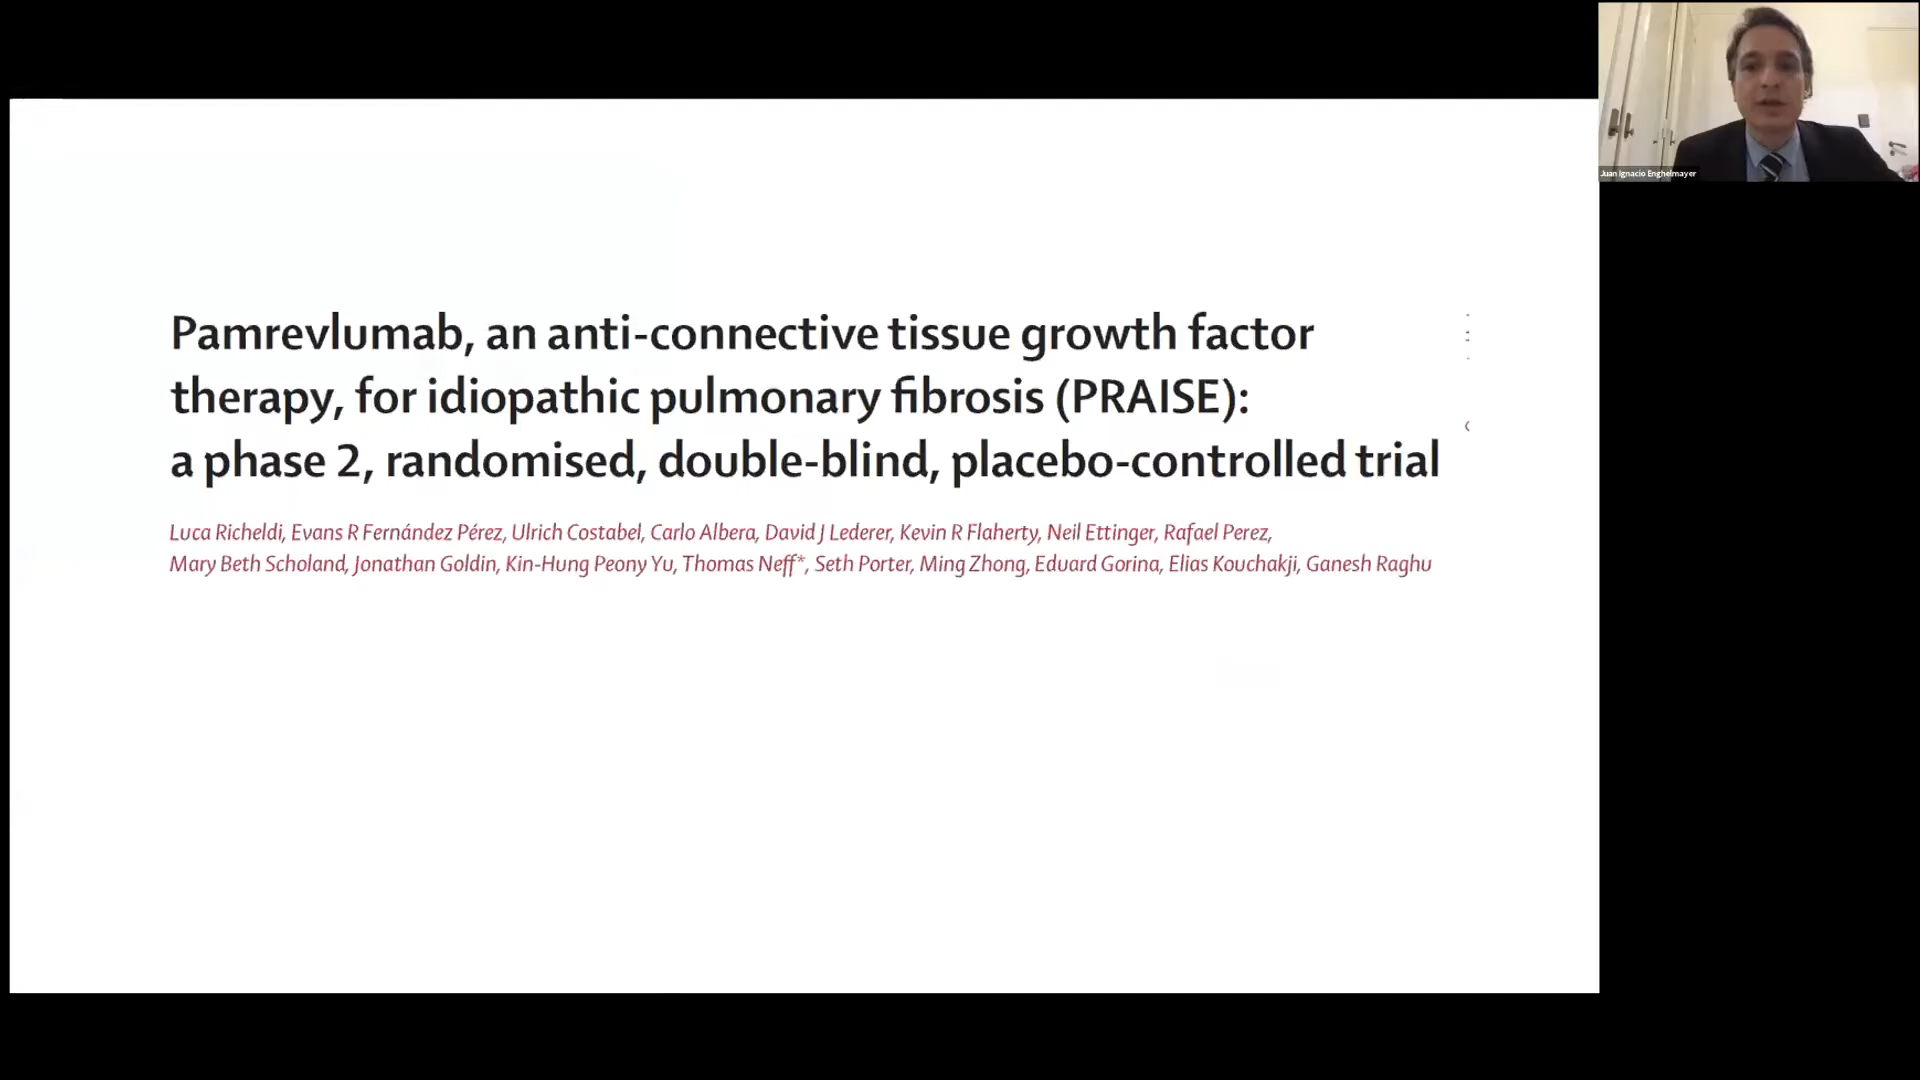 Pamrevlumab, an anti-connective tissue growth factor
therapy, for idiopathic pulmonary fibrosis (PRAISE):
a phase 2, randomised, double-blind, placebo-controlled trial
Luca Richeldi, Evans R Fernández Pérez, Ulrich Costabel, Carlo Albera, David J Lederer, Kevin R Flaherty, Neil Ettinger, Rafael Perez,
Mary Beth Scholand, Jonathan Goldin, Kin-Hung Peony Yu, Thomas Neff*, Seth Porter, Ming Zhong, Eduard Gorina, Elias Kouchakji, Ganesh Raghu
Juan Ignacio Enghelmayer